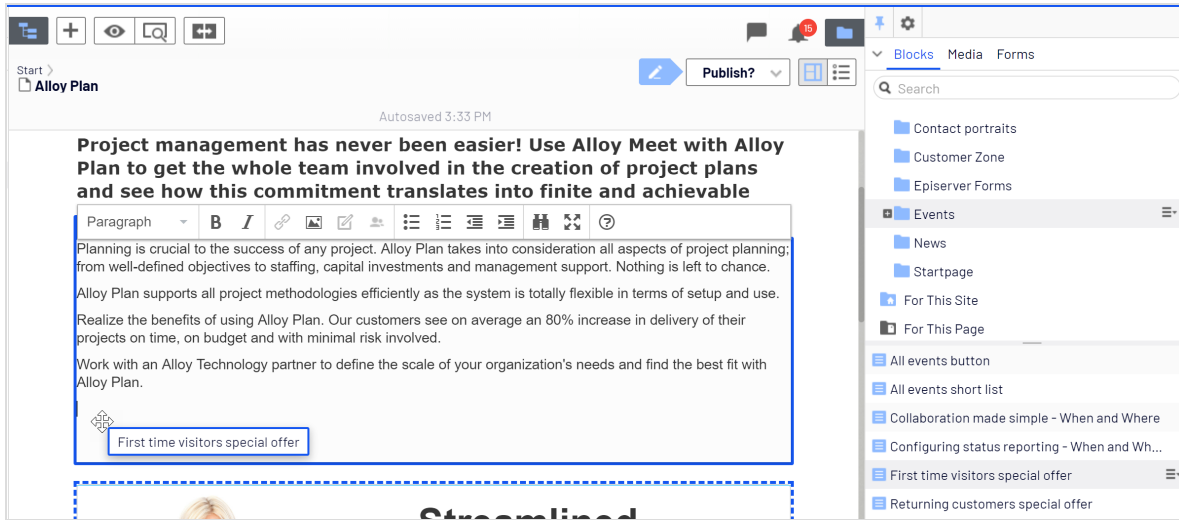 15
Start
Alloy Plan
Publish?
Autosaved 3:33 PM
Project management has never been easier! Use Alloy Meet with Alloy
Plan to get the whole team involved in the creation of project plans
and see how this commitment translates into finite and achievable
Paragraph
B I
Planning is crucial to the success of any project. Alloy Plan takes into consideration all aspects of project planning;
from well-defined objectives to staffing, capital investments and management support. Nothing is left to chance.
Alloy Plan supports all project methodologies efficiently as the system is totally flexible in terms of setup and use.
Realize the benefits of using Alloy Plan. Our customers see on average an 80% increase in delivery of their
projects on time, on budget and with minimal risk involved.
Work with an Alloy Technology partner to define the scale of your organization's needs and find the best fit with
Alloy Plan.
First time visitors special offer
Streamlined
Blocks Media Forms
Search
Contact portraits
Customer Zone
Episerver Forms
Events
News
Startpage
For This Site
For This Page
All events button
All events short list
Collaboration made simple - When and Where
Configuring status reporting - When and Wh...
First time visitors special offer
Returning customers special offer